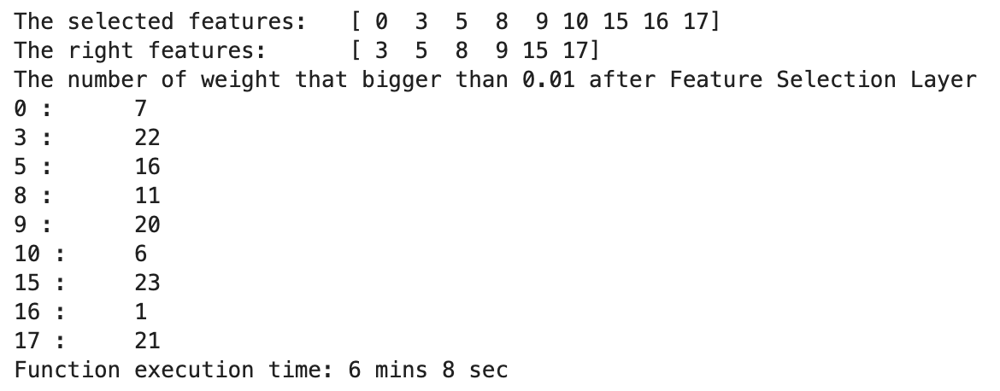 The selected features:   [ 0  3  5  8  9 10 15 16 17]
The right features:      [ 3  5  8  9 15 17]
The number of weight that bigger than 0.01 after Feature Selection Layer
0 :      7
3 :      22
5 :      16
8 :      11
9 :      20
10 :     6
15 :     23
16 :     1
17 :     21
Function execution time: 6 mins 8 sec